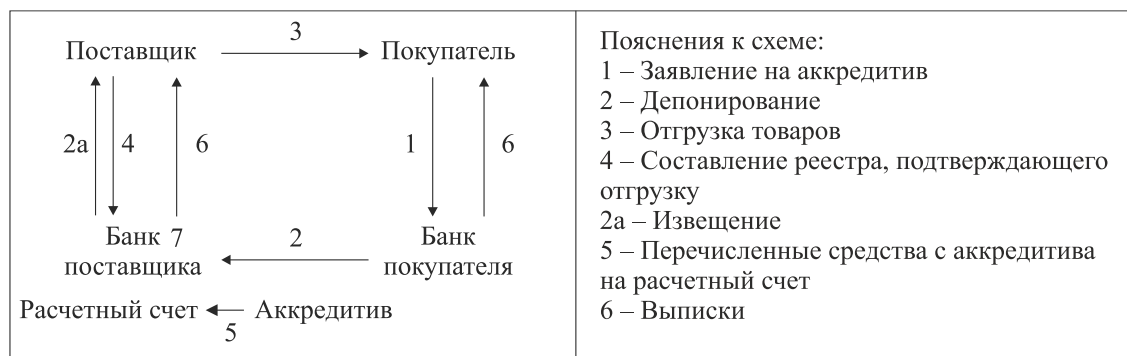 3
Поставщик Покупатель
2а 4 6 1 6
Банк 7 2 Банк
поставщика покупателя
Расчетный счет Аккредитив
5
Пояснения к схеме:
1 – Заявление на аккредитив
2 – Депонирование
3 – Отгрузка товаров
4 – Составление реестра, подтверждающего
отгрузку
2а – Извещение
5 – Перечисленные средства с аккредитива
на расчетный счет
6 – Выписки